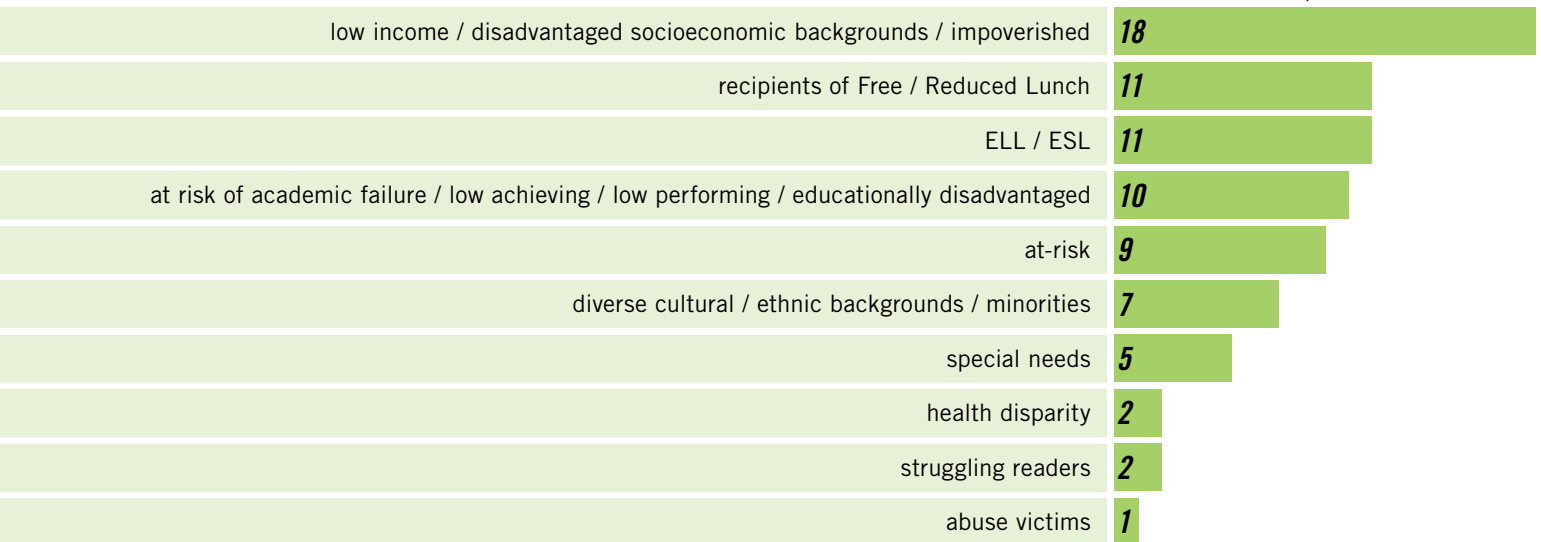 low income / disadvantaged socioeconomic backgrounds / impoverished 18
recipients of Free / Reduced Lunch 11
ELL / ESL 11
at risk of academic failure / low achieving / low performing / educationally disadvantaged 10
at-risk 9
diverse cultural / ethnic backgrounds / minorities 7
special needs 5
health disparity 2
struggling readers 2
abuse victims 1